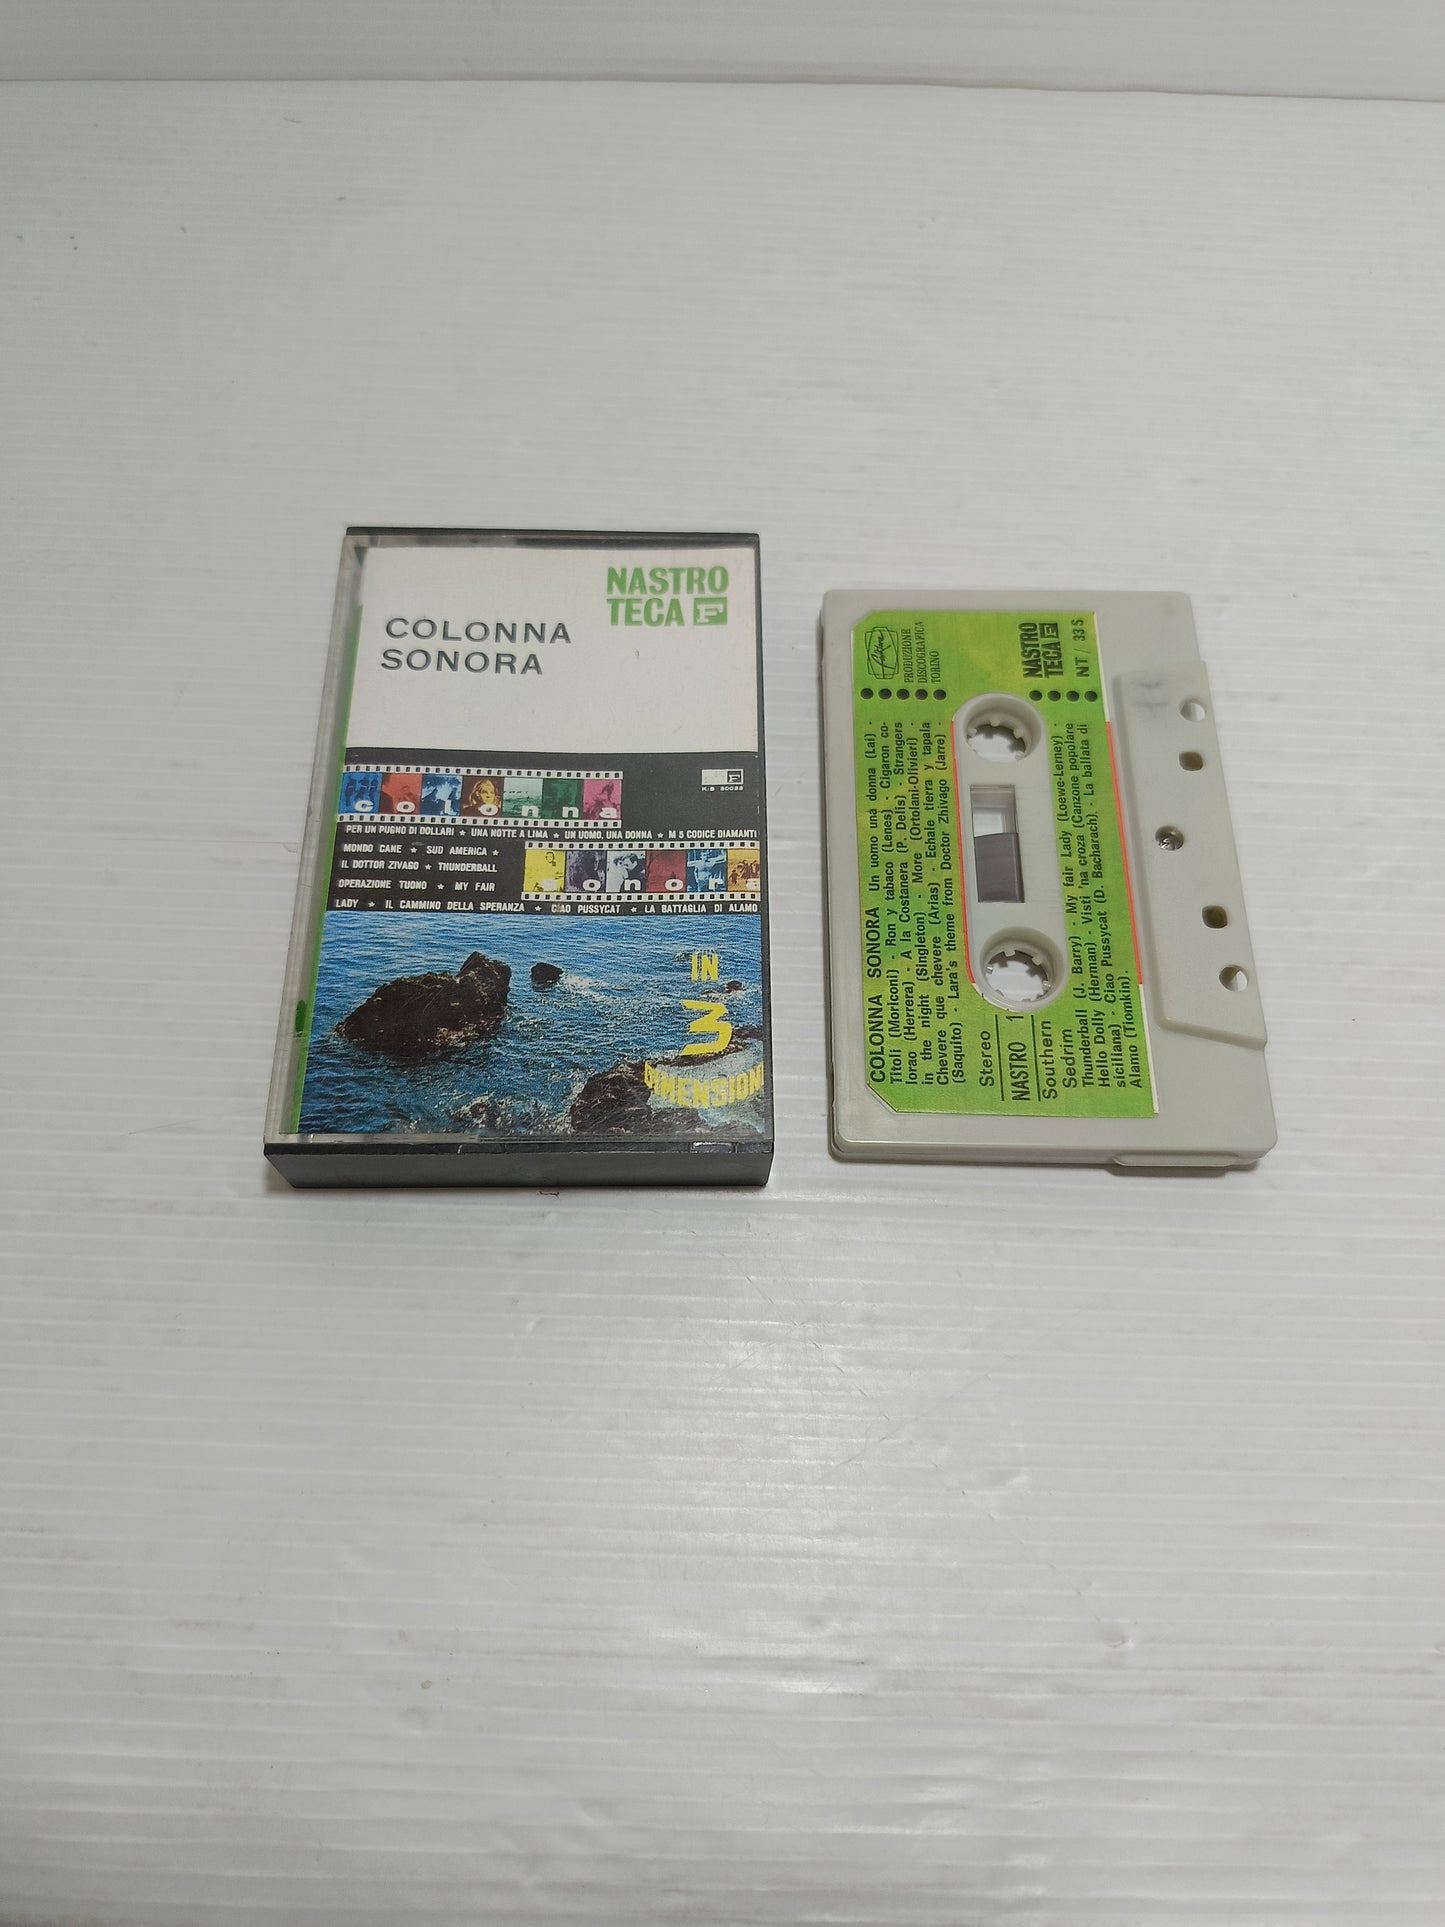 NASTRO
TECA F
COLONNA
SONORA
F
colonna
PER UN PUGNO DI DOLLARI ★ UNA NOTTE A LIMA ★ UN UOMO, UNA DONNA ★ M 5 CODICE DIAMANTI
MONDO CANE ★ SUD AMERICA ★
IL DOTTOR ZIVAGO ★ THUNDERBALL
OPERAZIONE TUONO ★ MY FAIR
sonora
LADY ★ IL CAMMINO DELLA SPERANZA ★ CIAO PUSSYCAT ★ LA BATTAGLIA DI ALAMO
IN
3
DIMENSIONI
PRODUZIONE
DISCOGRAFICA
TORINO
NASTRO
TECA F
NT / 33 S
COLONNA SONORA Un uomo una donna (Lai) -
Titoli (Moriconi) - Ron y tabaco (Lenes) - Cigaron co-
lorao (Herrera) - A la Costanera (P. Delis) - Strangers
in the night (Singleton) - More (Ortolani-Olivieri) -
Chevere que chevere (Arias) - Echale tierra y tapala
(Saquito) - Lara's theme from Doctor Zhivago (Jarre) -
Stereo
NASTRO 1
Southern
Sedrim
Thunderball (J. Barry) - My fair Lady (Loewe-Lerney) -
Hello Dolly (Herman) - Visti 'na croza (Canzone popolare
siciliana) - Ciao Pussycat (D. Bacharach) - La ballata di
Alamo (Tiomkin).